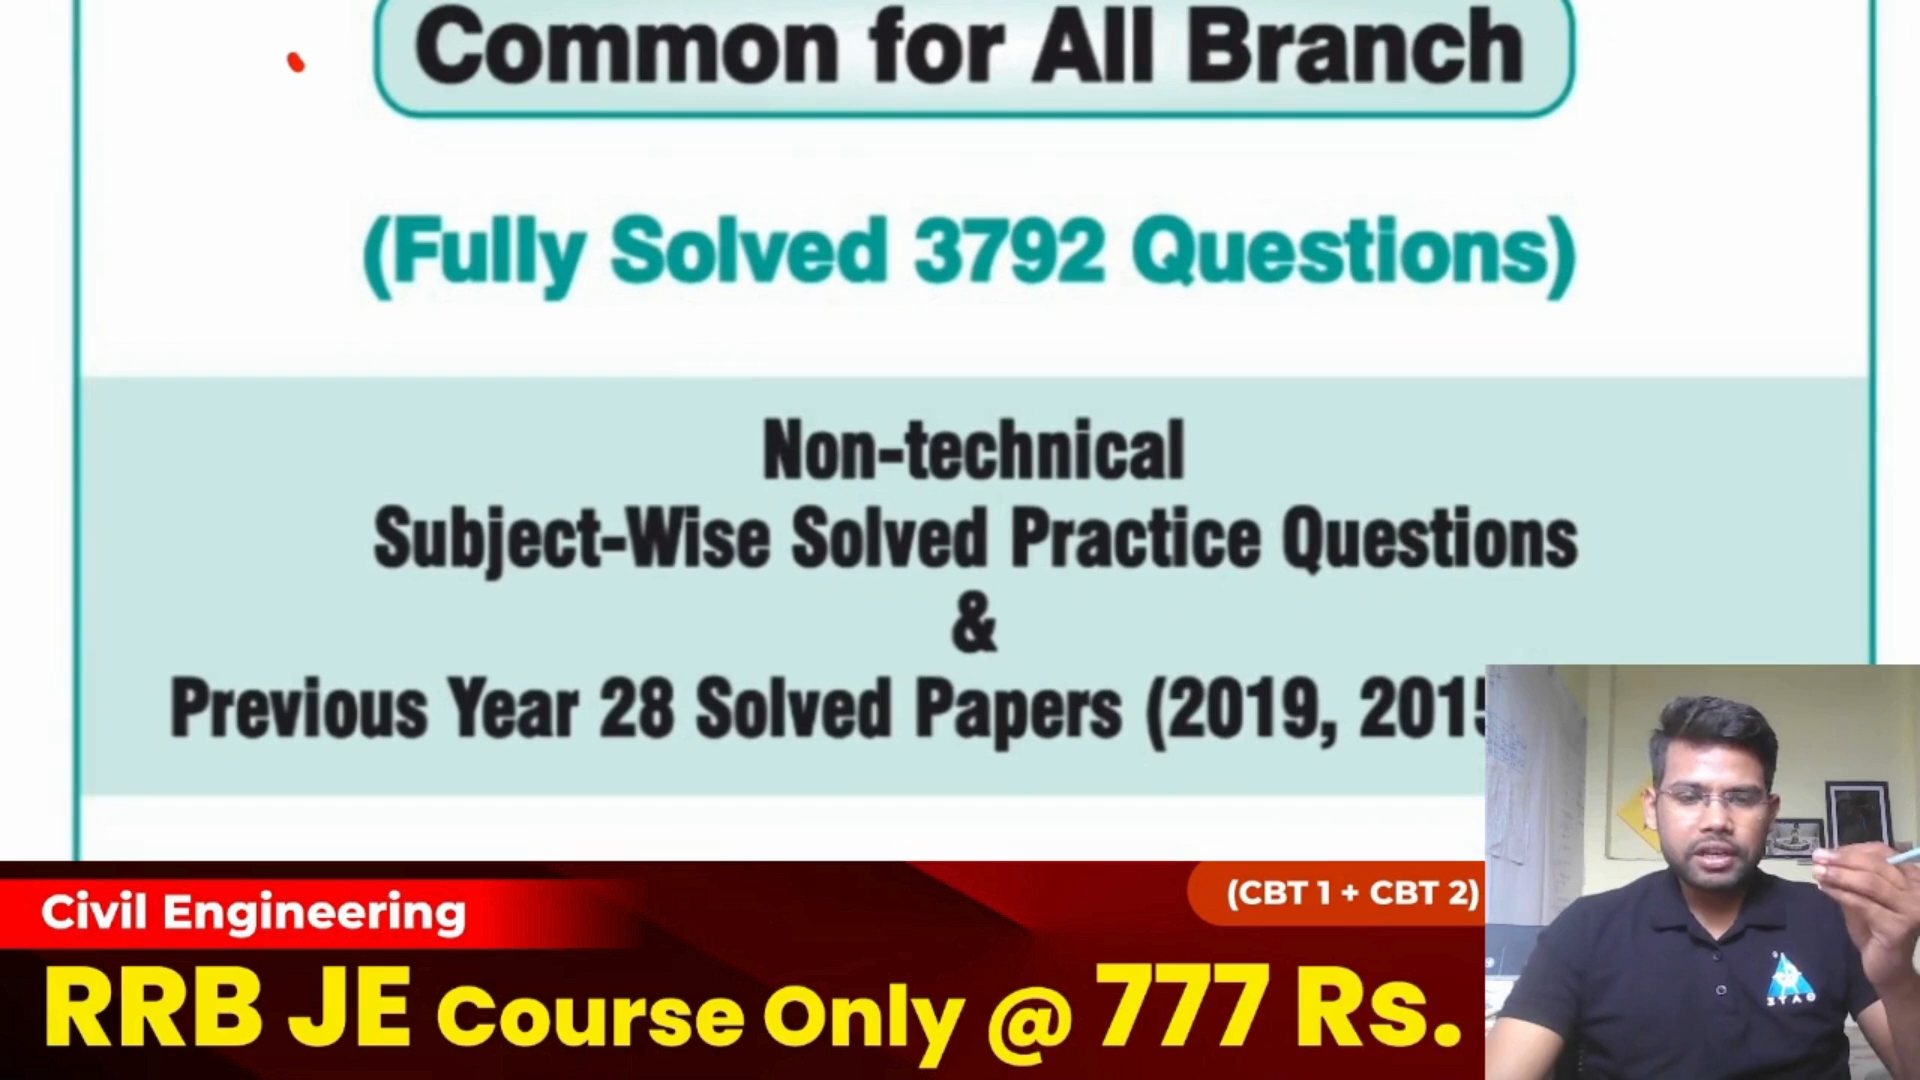 Common for All Branch
(Fully Solved 3792 Questions)
Non-technical
Subject-Wise Solved Practice Questions
&
Previous Year 28 Solved Papers (2019, 2015
Civil Engineering
(CBT 1 + CBT 2)
RRB JE Course Only @ 777 Rs.